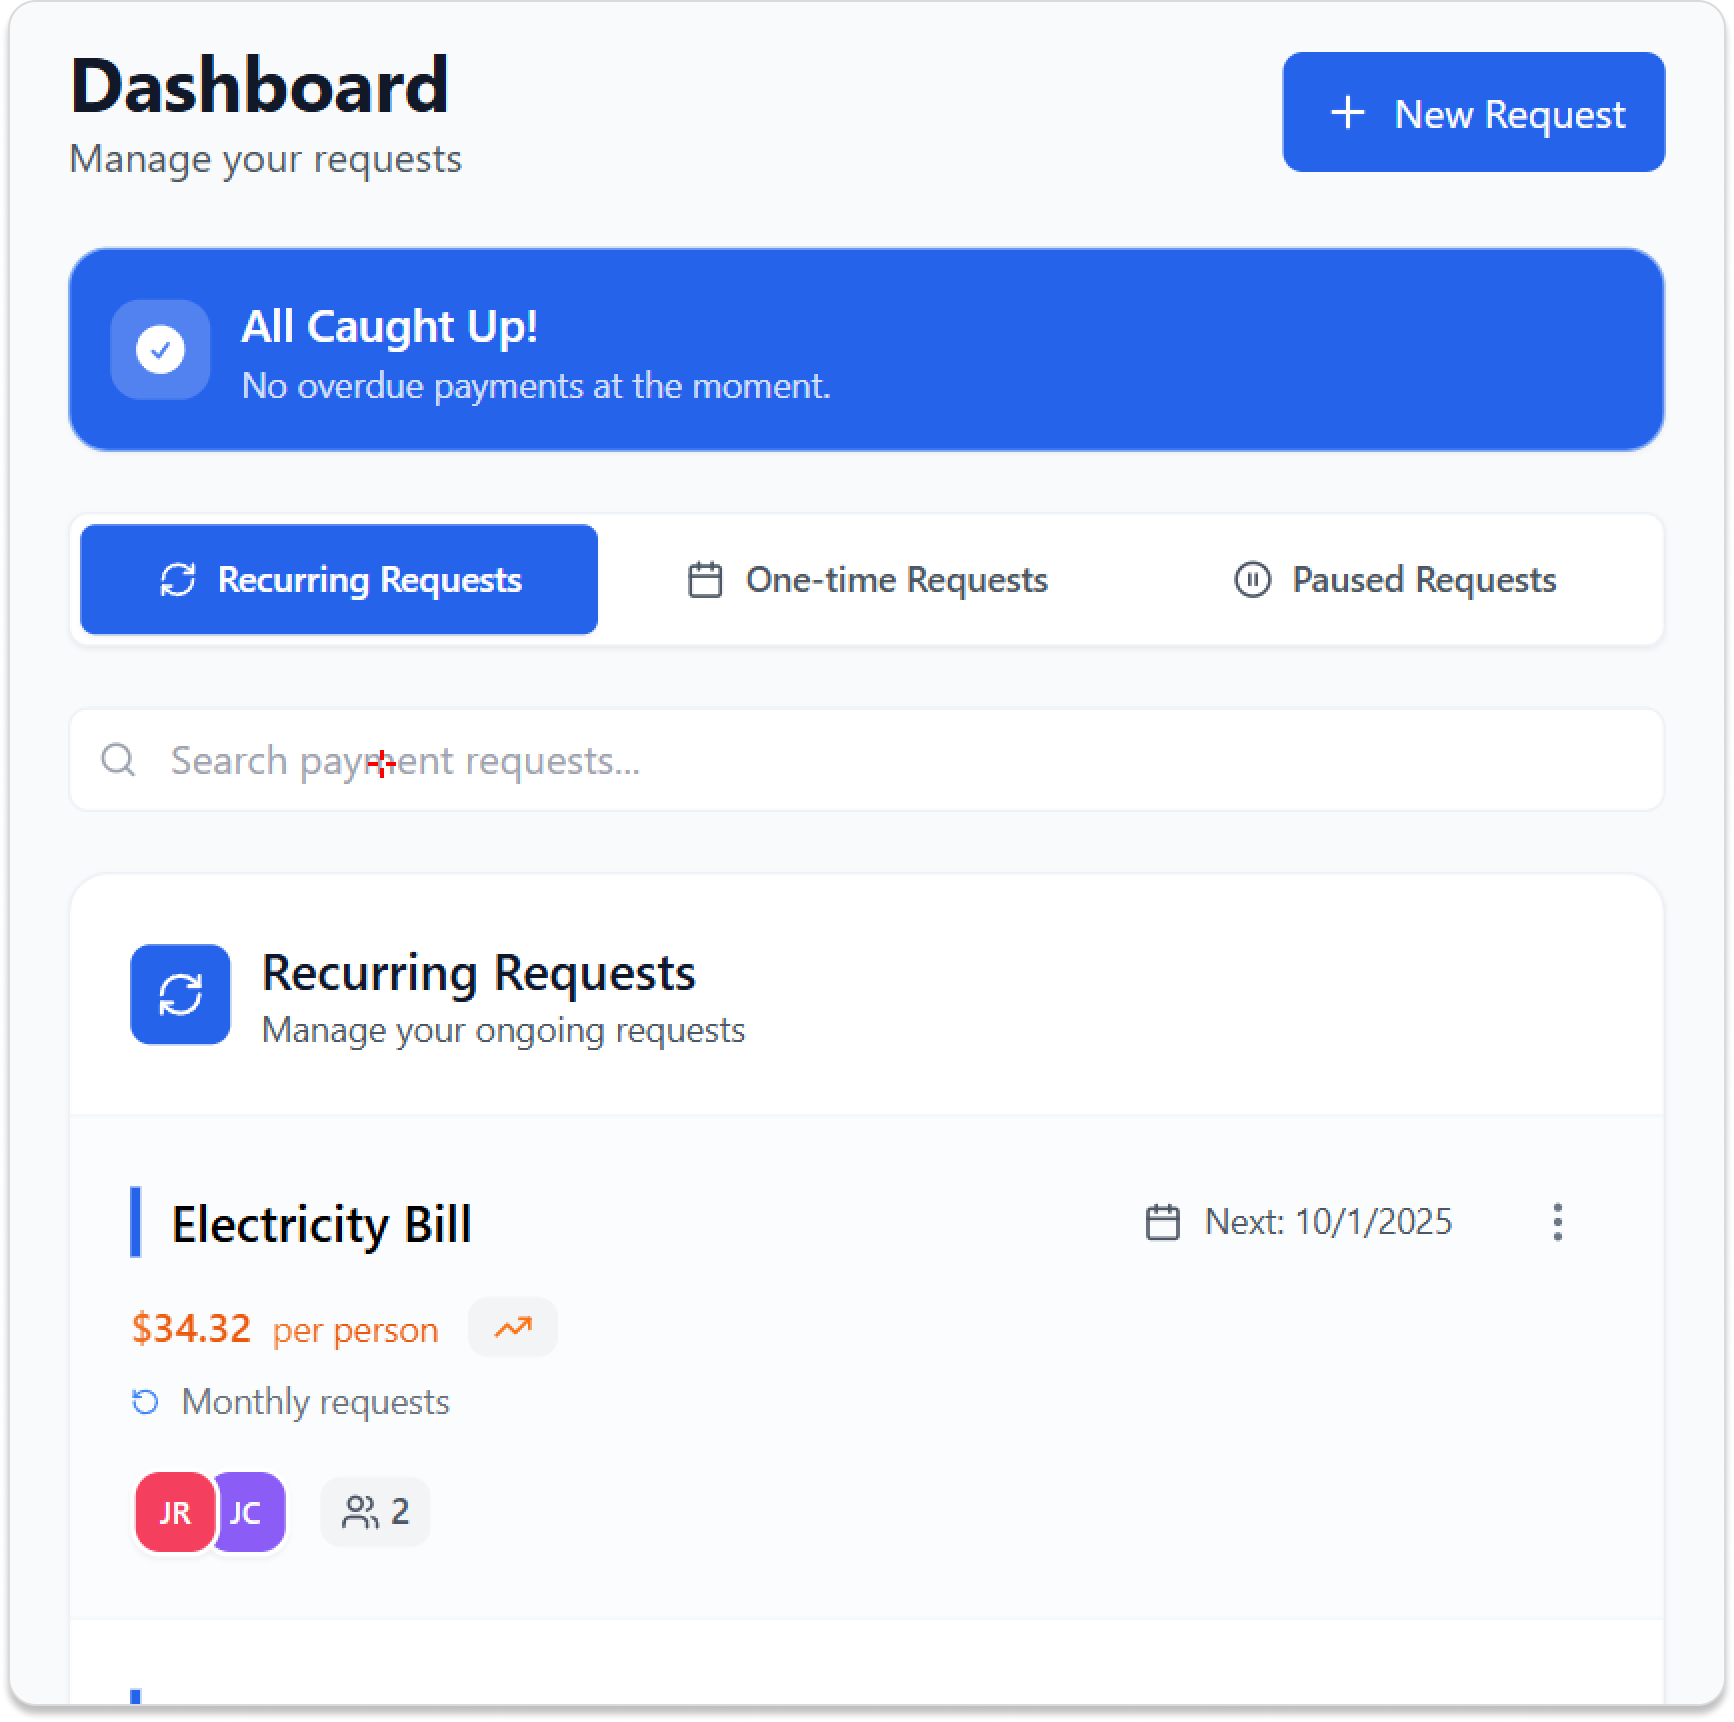 Dashboard
Manage your requests
New Request
All Caught Up!
No overdue payments at the moment.
Recurring Requests
One-time Requests
Paused Requests
Search payment requests...
Recurring Requests
Manage your ongoing requests
Electricity Bill
Next: 10/1/2025
$34.32 per person
Monthly requests
JR
JC
2